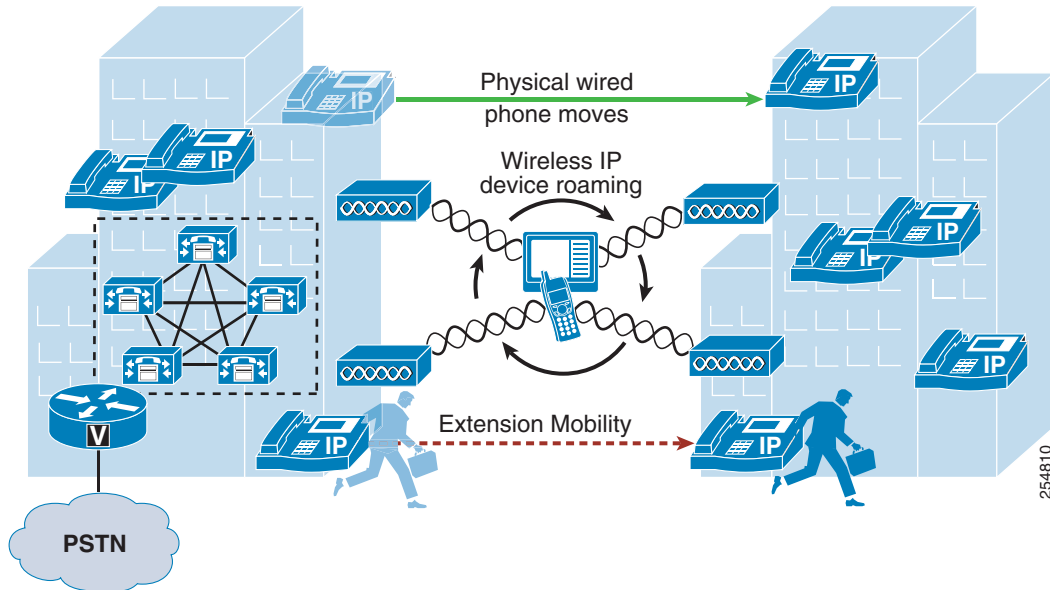 IP
Physical wired
phone moves
IP
IP
IP
Wireless IP
device roaming
IP
IP
IP
V
IP
Extension Mobility
IP
PSTN
254810